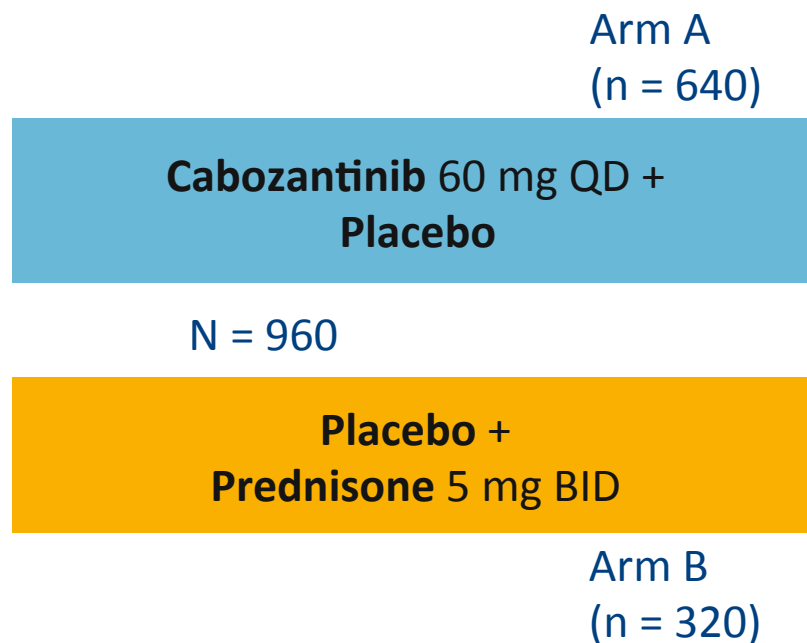 Arm A
(n = 640)
Cabozantinib 60 mg QD +
Placebo
N = 960
Placebo +
Prednisone 5 mg BID
Arm B
(n = 320)